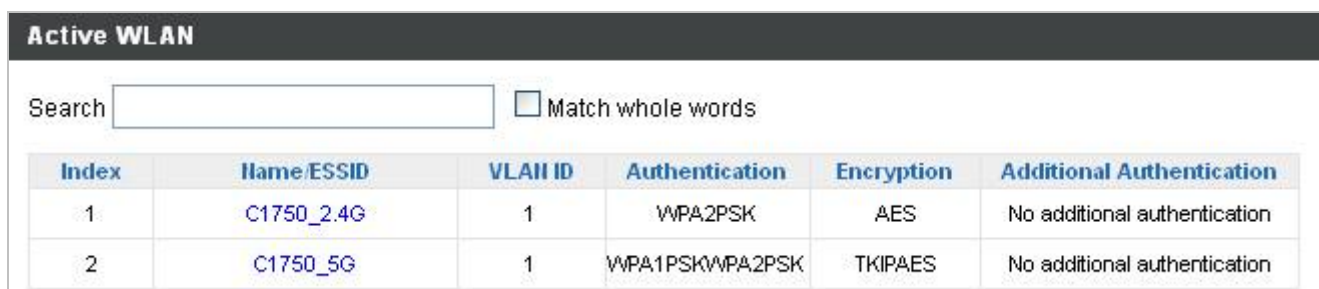 Active WLAN
Search Match whole words
Index Name/ESSID VLAN ID Authentication Encryption Additional Authentication
1 C1750_2.4G 1 WPA2PSK AES No additional authentication
2 C1750_5G 1 WPA1PSKWPA2PSK TKIPAES No additional authentication